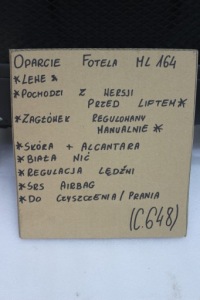 OPARCIE FOTELA ML 164
*LEWE*
*POCHODZI Z WERSJI
PRZED LIFTEM*
*ZAGŁÓWEK REGULOWANY
MANUALNIE*
*SKÓRA + ALCANTARA
*BIAŁA NIĆ
*REGULACJA LĘDŹNI
*SRS AIRBAG
*DO CZYSZCZENIA/PRANIA
(C.648)